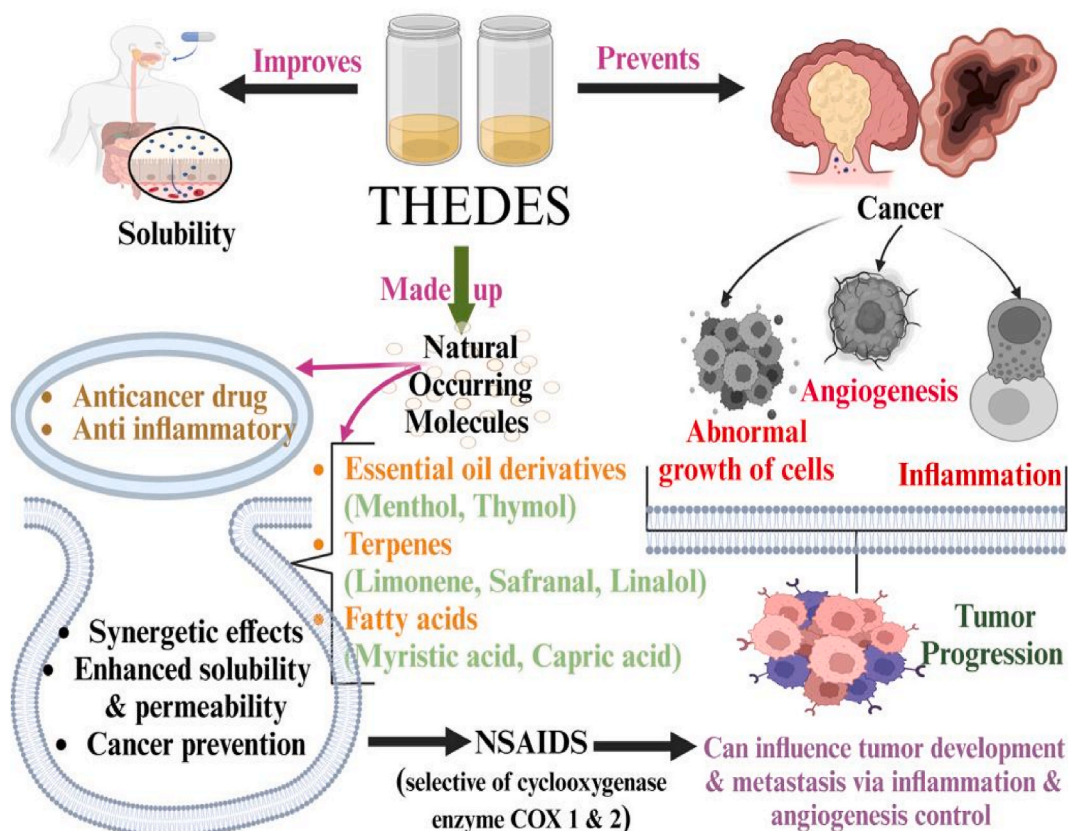 Improves
Prevents
THEDES
Solubility
Cancer
Made up
Natural
Occurring
Molecules
• Anticancer drug
• Anti inflammatory
Angiogenesis
Abnormal
growth of cells
Inflammation
• Essential oil derivatives
(Menthol, Thymol)
• Terpenes
(Limonene, Safranal, Linalol)
• Fatty acids
(Myristic acid, Capric acid)
• Synergetic effects
• Enhanced solubility
& permeability
• Cancer prevention
Tumor
Progression
NSAIDS
(selective of cyclooxygenase
enzyme COX 1 & 2)
Can influence tumor development
& metastasis via inflammation &
angiogenesis control